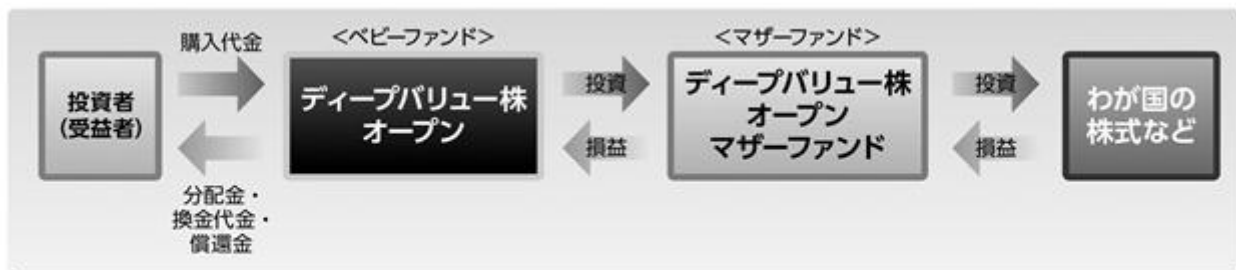 購入代金
<ベビーファンド>
<マザーファンド>
投資者
(受益者)
ディープバリュー株
オープン
投資
損益
ディープバリュー株
オープン
マザーファンド
投資
損益
わが国の
株式など
分配金・
換金代金・
償還金